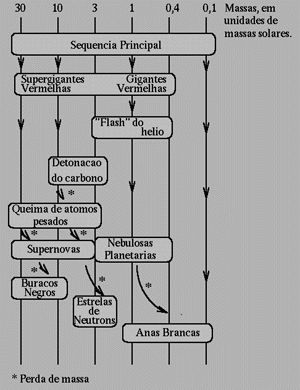 30 10 3 1 0,4 0,1
Massas, em
unidades de
massas solares.
Sequencia Principal
Supergigantes
Vermelhas
Gigantes
Vermelhas
"Flash" do
helio
Detonacao
do carbono
*
Queima de atomos
pesados
* *
Supernovas
Nebulosas
Planetarias
* * *
Buracos
Negros
Estrelas
de
Neutrons
Anas Brancas
* Perda de massa